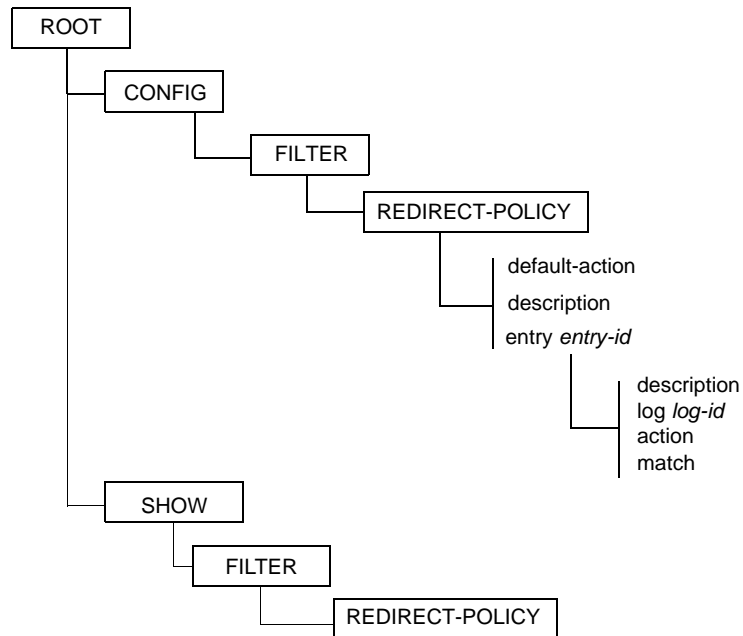 ROOT
CONFIG
FILTER
REDIRECT-POLICY
default-action
description
entry entry-id
description
log log-id
action
match
SHOW
FILTER
REDIRECT-POLICY